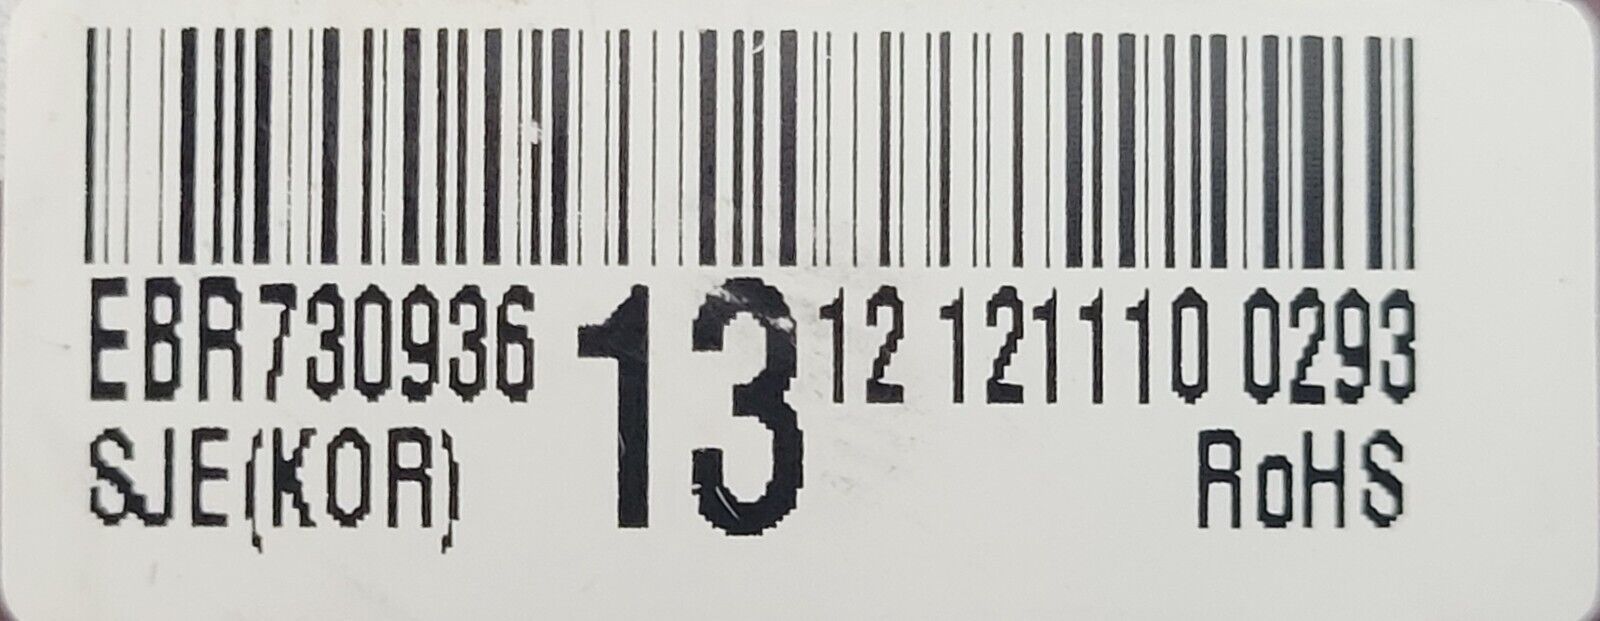 EBR730936 13 12 121110 0293
SJE(KOR) RoHS